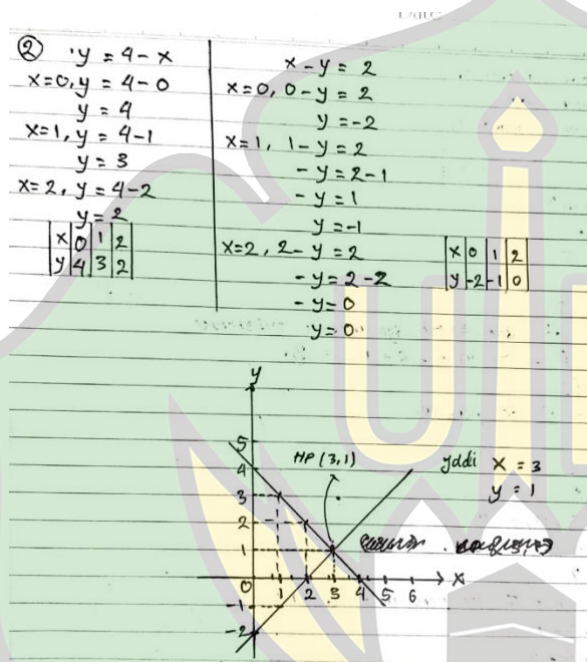 ② y = 4 - x
x=0, y = 4-0
y = 4
x=1, y = 4-1
y = 3
x=2, y = 4-2
y = 2
x 0 1 2
y 4 3 2
x - y = 2
x=0, 0-y = 2
y = -2
x=1, 1-y = 2
-y = 2-1
-y = 1
y = -1
x=2, 2-y = 2
-y = 2-2
-y = 0
y = 0
x 0 1 2
y -2 -1 0
y
5
4
3
2
1
0
-1
-2
2 3 4 5 6 x
HP (3,1)
Jadi x = 3
y = 1